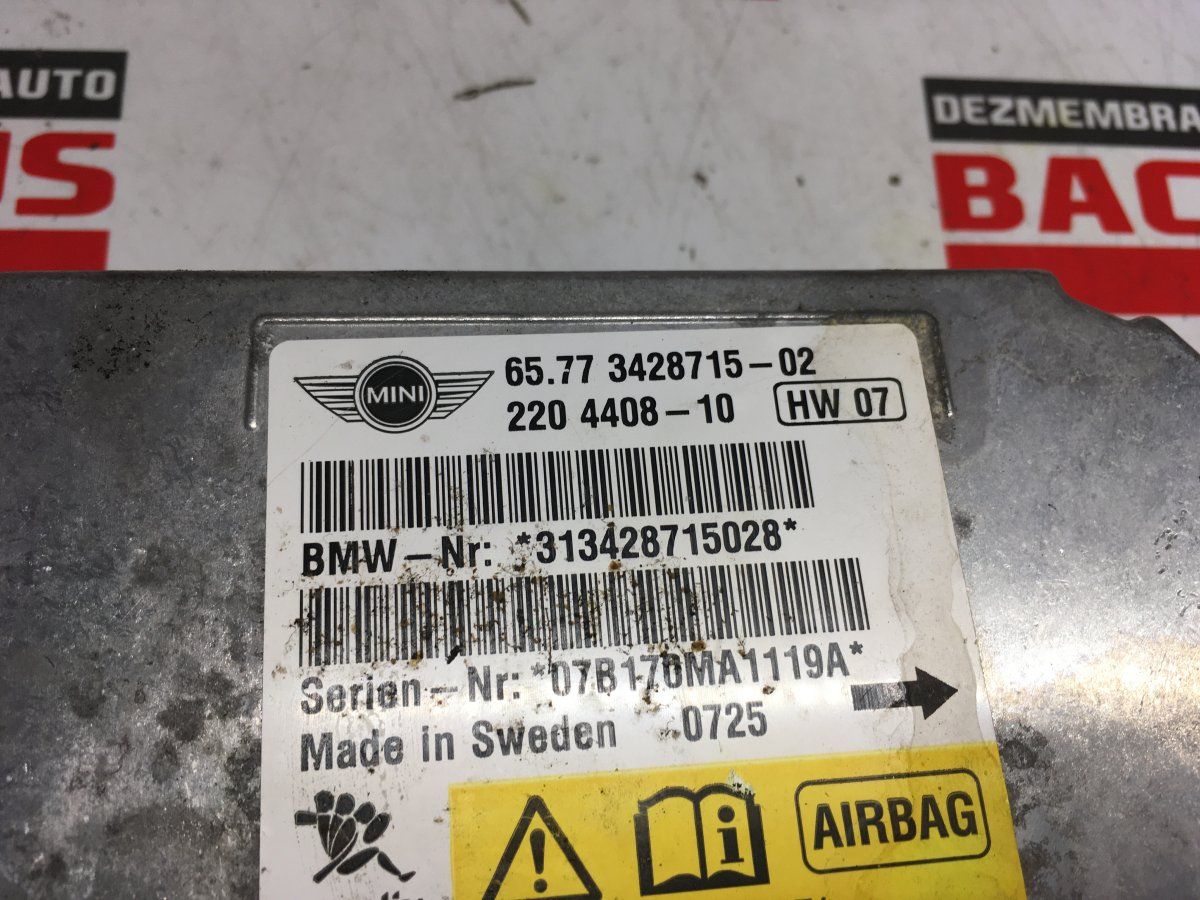 AUTO
US
DEZMEMBRA
BAC
MINI
65.77 3428715-02
220 4408-10
HW 07
BMW-Nr: *313428715028*
Serien-Nr: *07B170MA1119A*
Made in Sweden 0725
AIRBAG